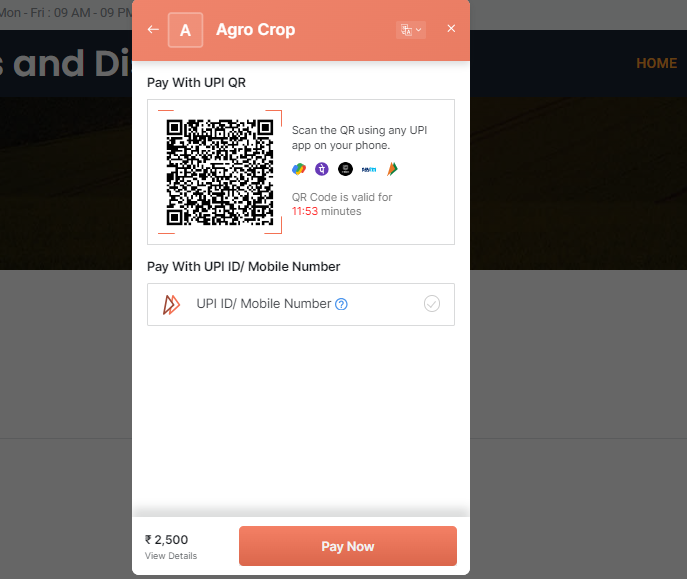 Mon - Fri : 09 AM - 09 PM
A
Agro Crop
s and Di
HOME
Pay With UPI QR
Scan the QR using any UPI
app on your phone.
QR Code is valid for
11:53 minutes
Pay With UPI ID/ Mobile Number
UPI ID/ Mobile Number
₹ 2,500
View Details
Pay Now